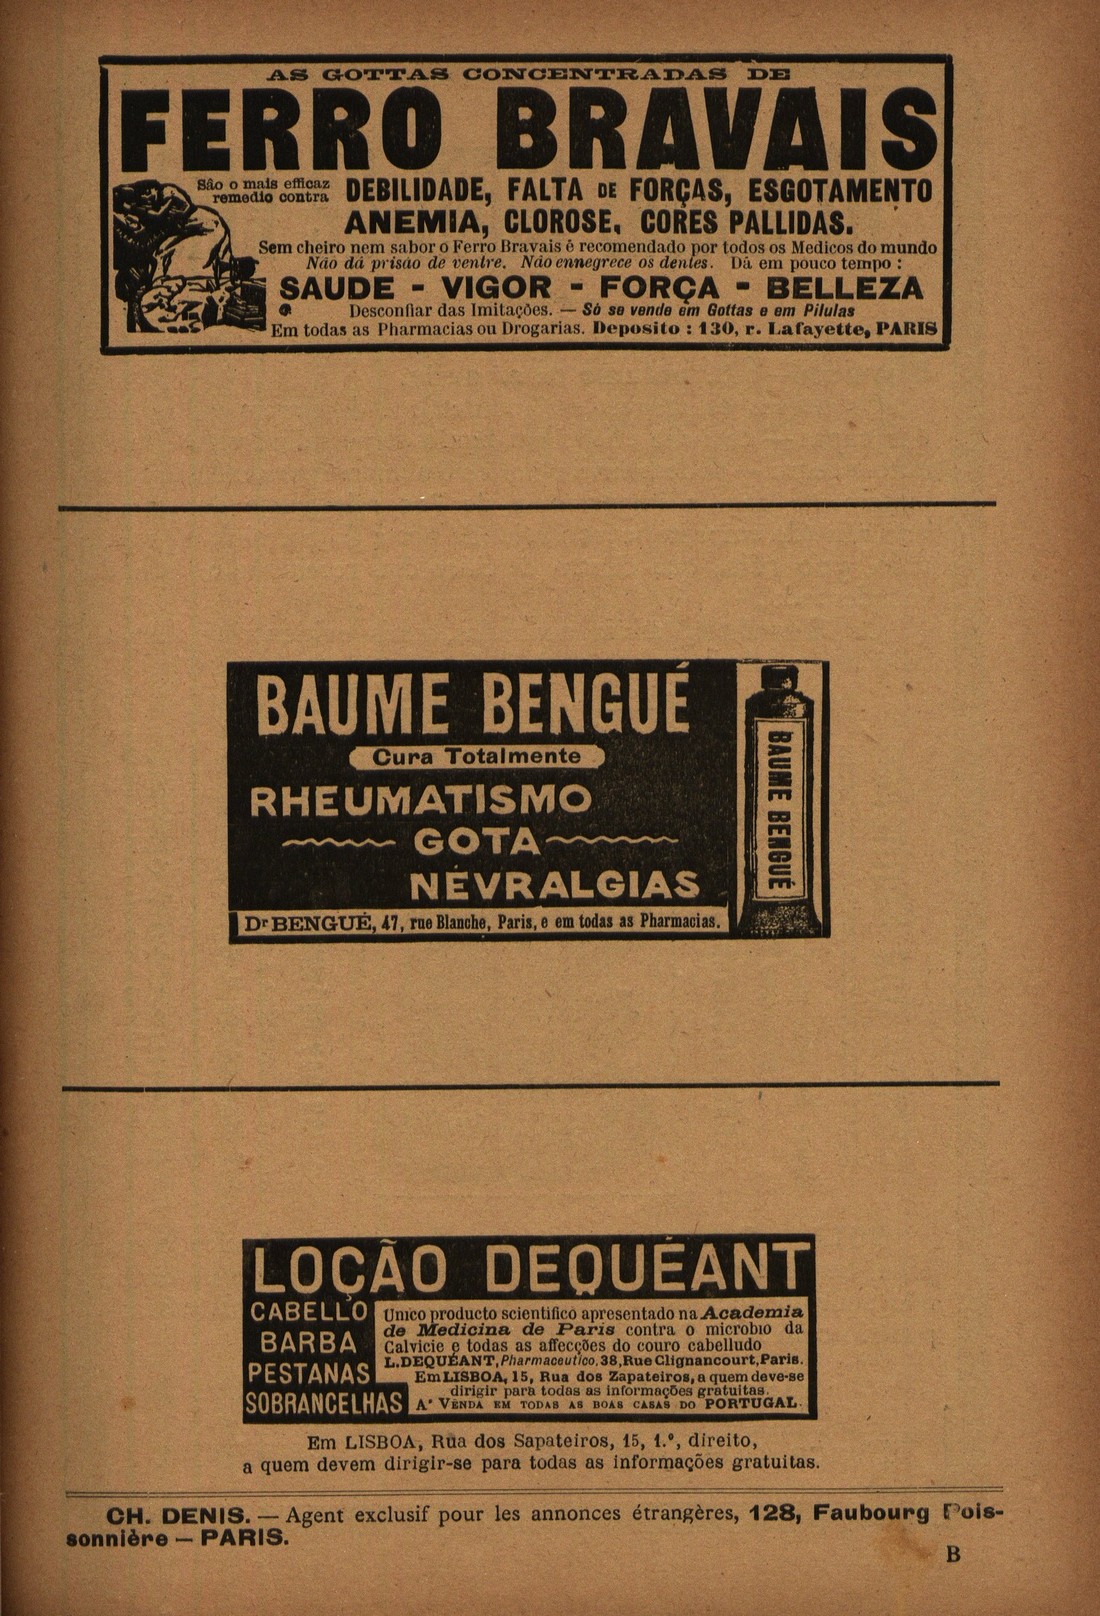 AS GOTTAS CONCENTRADAS DE
FERRO BRAVAIS
São o mais efficaz
remedio contra
DEBILIDADE, FALTA DE FORÇAS, ESGOTAMENTO
ANEMIA, CLOROSE, CORES PALLIDAS.
Sem cheiro nem sabor o Ferro Bravais é recomendado por todos os Medicos do mundo
Não dá prisão de ventre. Não ennegrece os dentes. Dá em pouco tempo :
SAUDE - VIGOR - FORÇA - BELLEZA
Desconfiar das Imitações. — Só se vende em Gottas e em Pilulas
Em todas as Pharmacias ou Drogarias. Deposito : 130, r. Lafayette, PARIS
BAUME BENGUÉ
Cura Totalmente
RHEUMATISMO
GOTA
NÉVRALGIAS
BAUME BENGUÉ
Dr BENGUÉ, 47, rue Blanche, Paris, e em todas as Pharmacias.
LOÇÃO DEQUÉANT
CABELLO
BARBA
PESTANAS
SOBRANCELHAS
Unico producto scientifico apresentado na Academia
de Medicina de Paris contra o microbio da
Calvicie e todas as affecções do couro cabelludo
L. DEQUÉANT, Pharmaceutico, 38, Rue Clignancourt, Paris.
Em LISBOA, 15, Rua dos Zapateiros, a quem deve-se
dirigir para todas as informações gratuitas.
A' VENDA EM TODAS AS BOAS CASAS DO PORTUGAL.
Em LISBOA, Rua dos Sapateiros, 15, 1.º, direito,
a quem devem dirigir-se para todas as informações gratuitas.
CH. DENIS. — Agent exclusif pour les annonces étrangères, 128, Faubourg Pois-
sonnière — PARIS.
B